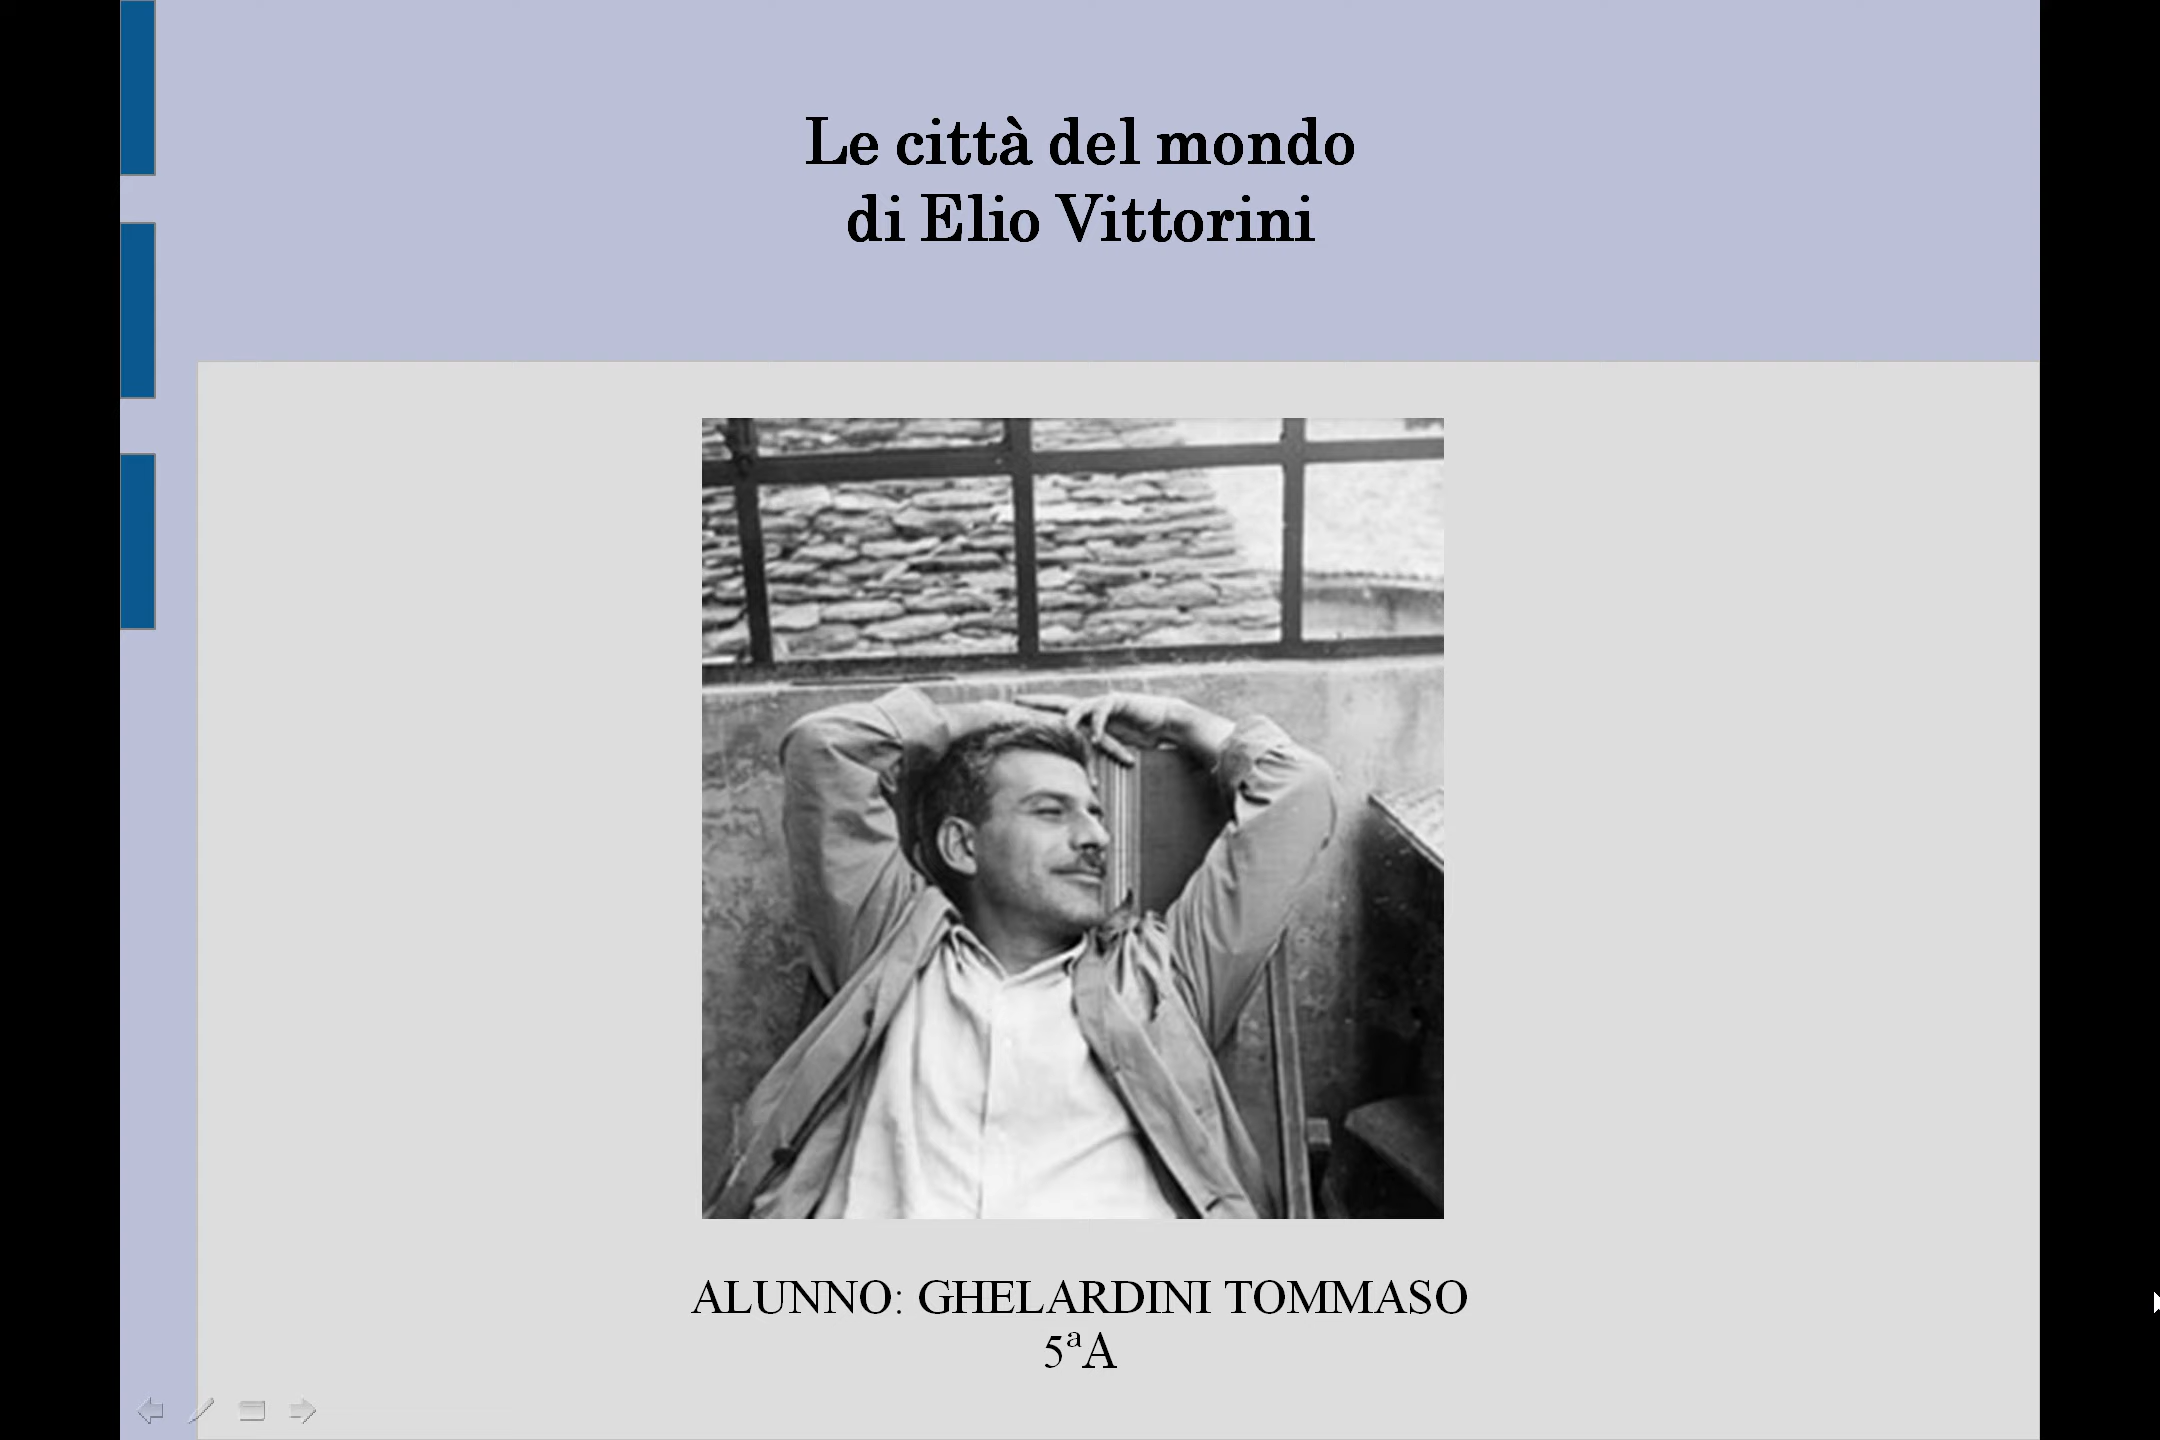 Le città del mondo
di Elio Vittorini
ALUNNO: GHELARDINI TOMMASO
5ªA